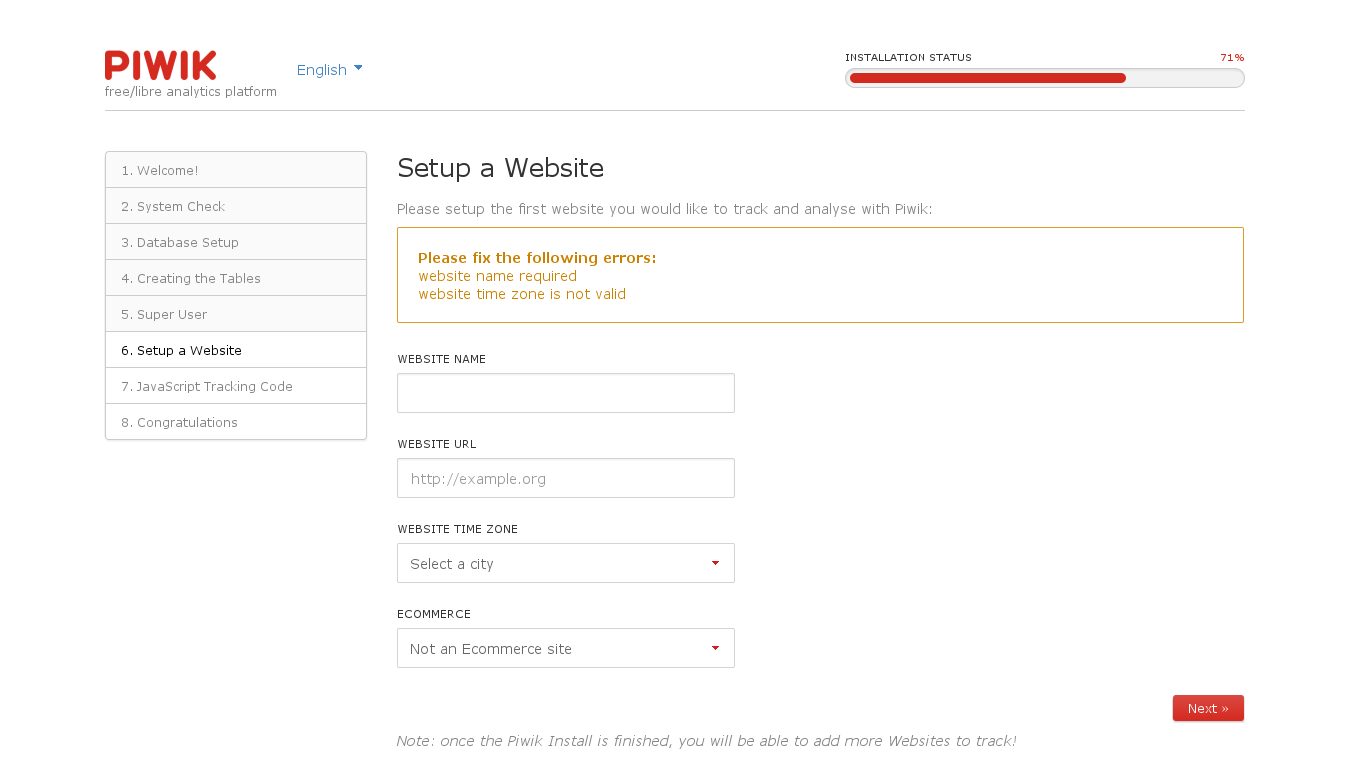 PIWIK
free/libre analytics platform
English
INSTALLATION STATUS 71%
1. Welcome!
2. System Check
3. Database Setup
4. Creating the Tables
5. Super User
6. Setup a Website
7. JavaScript Tracking Code
8. Congratulations
Setup a Website
Please setup the first website you would like to track and analyse with Piwik:
Please fix the following errors:
website name required
website time zone is not valid
WEBSITE NAME
WEBSITE URL
http://example.org
WEBSITE TIME ZONE
Select a city
ECOMMERCE
Not an Ecommerce site
Next »
Note: once the Piwik Install is finished, you will be able to add more Websites to track!